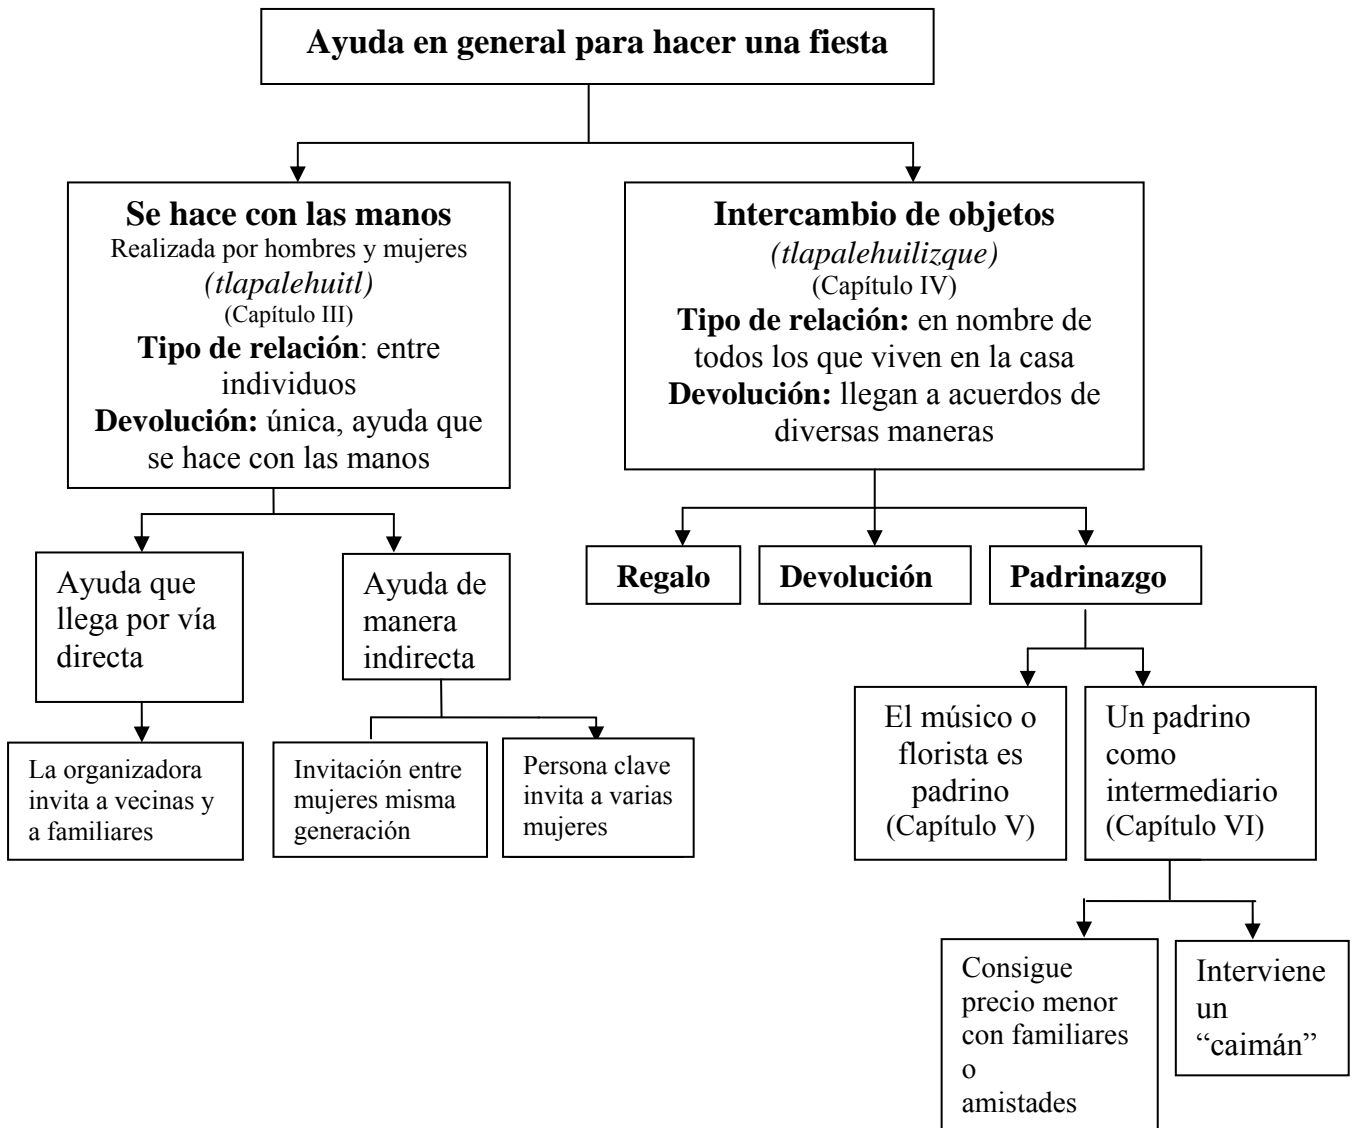 Ayuda en general para hacer una fiesta
Se hace con las manos
Realizada por hombres y mujeres
(tlapalehuitl)
(Capítulo III)
Tipo de relación: entre
individuos
Devolución: única, ayuda que
se hace con las manos
Intercambio de objetos
(tlapalehuilizque)
(Capítulo IV)
Tipo de relación: en nombre de
todos los que viven en la casa
Devolución: llegan a acuerdos de
diversas maneras
Ayuda que
llega por vía
directa
Ayuda de
manera
indirecta
Regalo
Devolución
Padrinazgo
La organizadora
invita a vecinas y
a familiares
Invitación entre
mujeres misma
generación
Persona clave
invita a varias
mujeres
El músico o
florista es
padrino
(Capítulo V)
Un padrino
como
intermediario
(Capítulo VI)
Consigue
precio menor
con familiares
o
amistades
Interviene
un
“caimán”